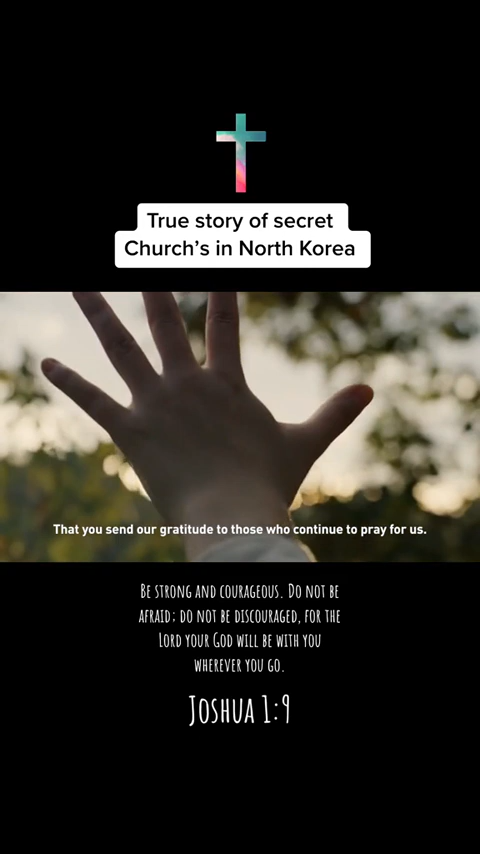 True story of secret
Church’s in North Korea
That you send our gratitude to those who continue to pray for us.
Be strong and courageous. Do not be
afraid; do not be discouraged, for the
Lord your God will be with you
wherever you go.
Joshua 1:9